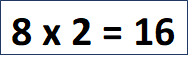 8 x 2 = 16